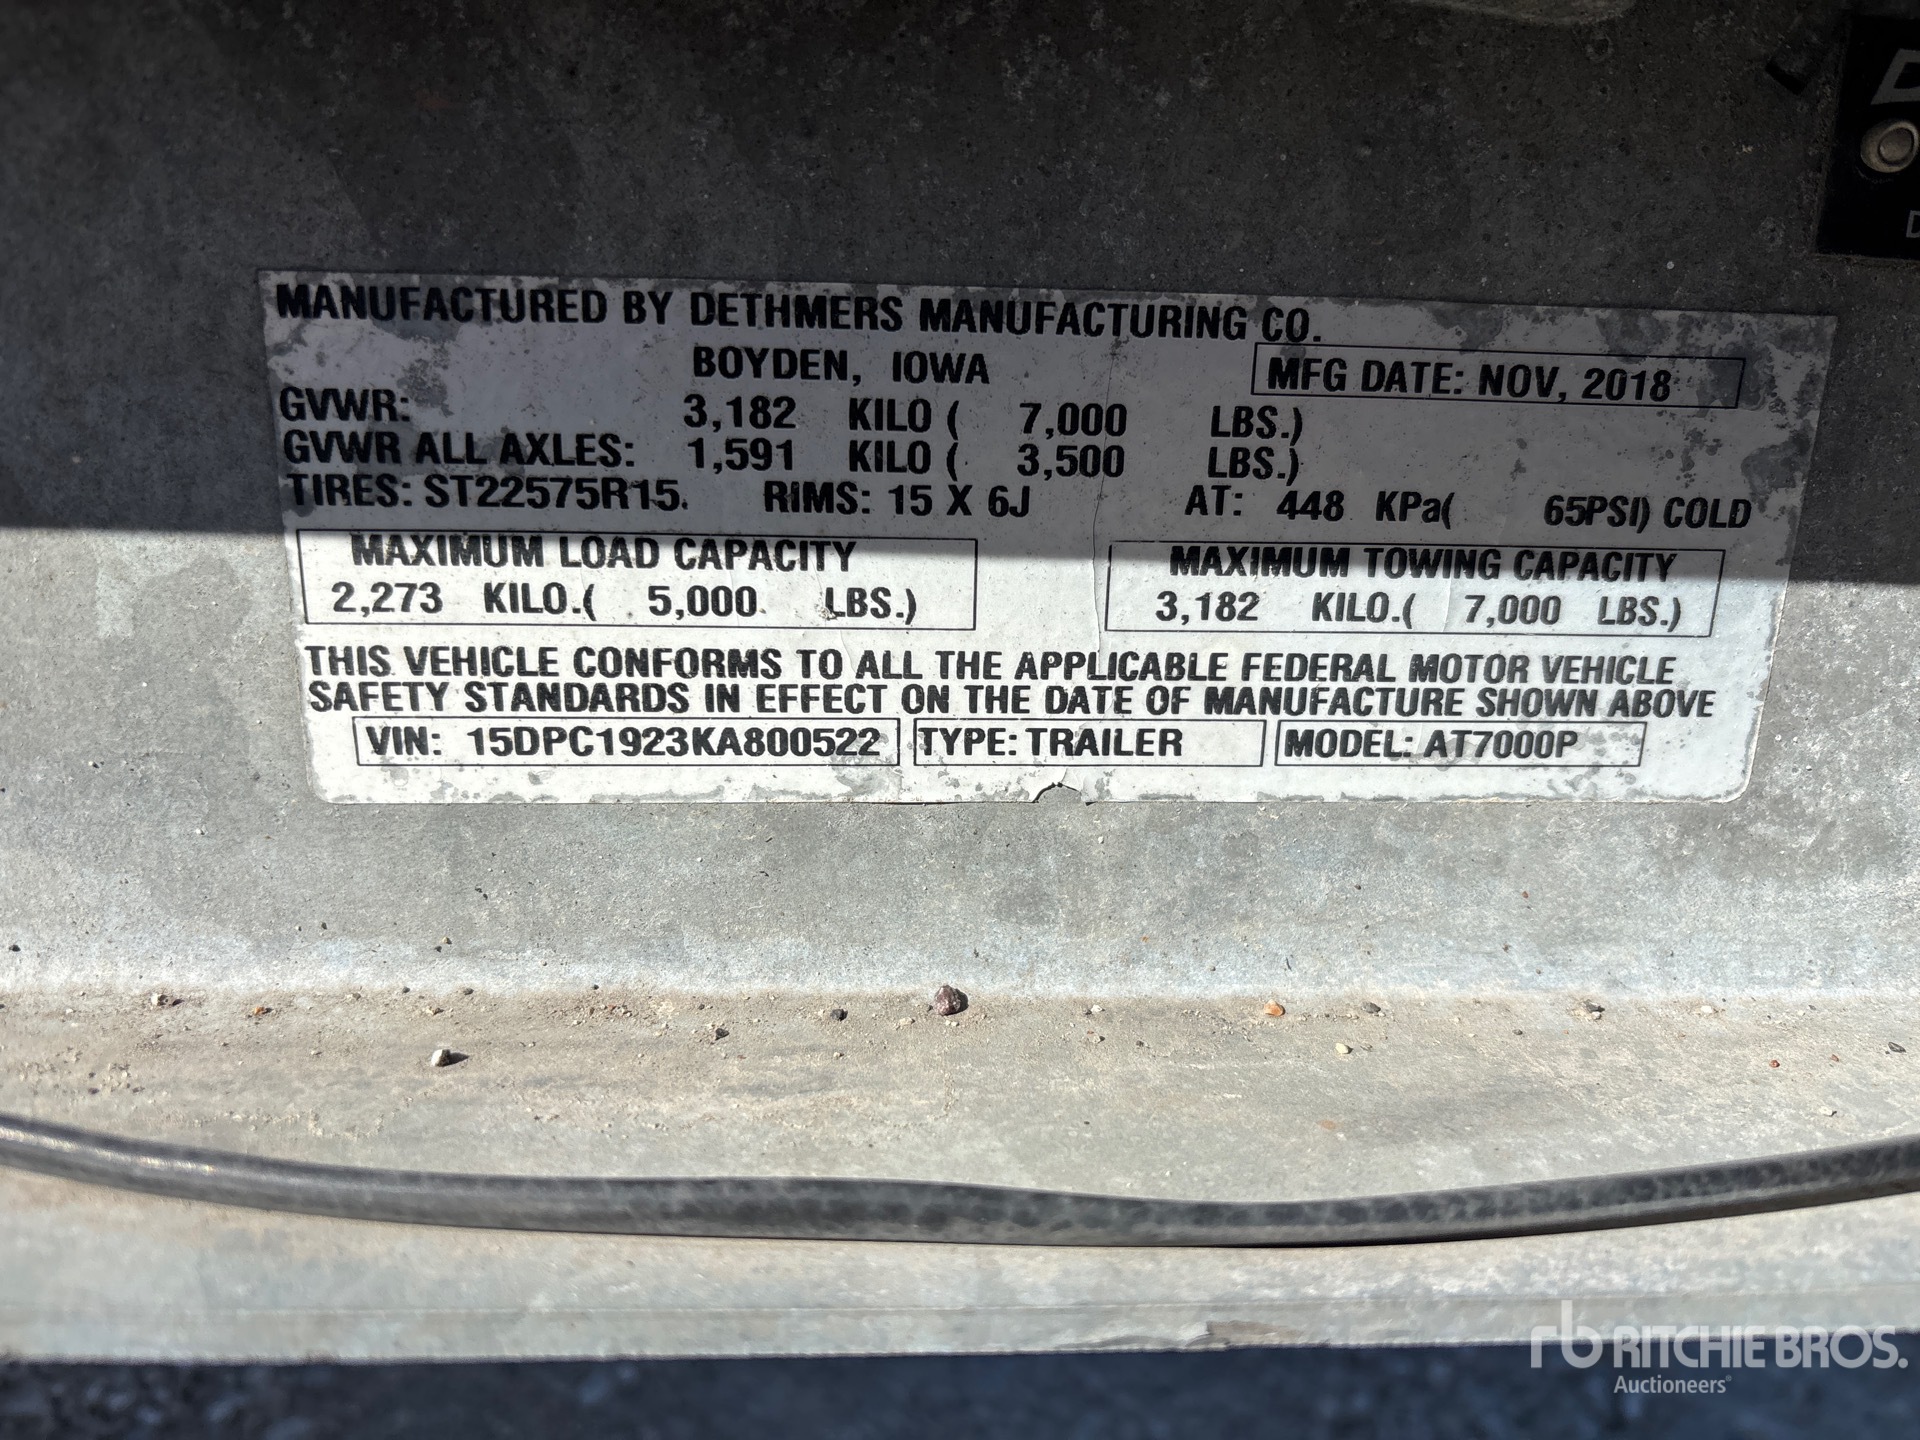 MANUFACTURED BY DETHMERS MANUFACTURING CO.
BOYDEN, IOWA
MFG DATE: NOV, 2018
GVWR: 3,182 KILO ( 7,000 LBS.)
GVWR ALL AXLES: 1,591 KILO ( 3,500 LBS.)
TIRES: ST22575R15. RIMS: 15 X 6J AT: 448 KPa( 65PSI) COLD
MAXIMUM LOAD CAPACITY
2,273 KILO.( 5,000 LBS.)
MAXIMUM TOWING CAPACITY
3,182 KILO.( 7,000 LBS.)
THIS VEHICLE CONFORMS TO ALL THE APPLICABLE FEDERAL MOTOR VEHICLE
SAFETY STANDARDS IN EFFECT ON THE DATE OF MANUFACTURE SHOWN ABOVE
VIN: 15DPC1923KA800522 TYPE: TRAILER MODEL: AT7000P
rb RITCHIE BROS.
Auctioneers